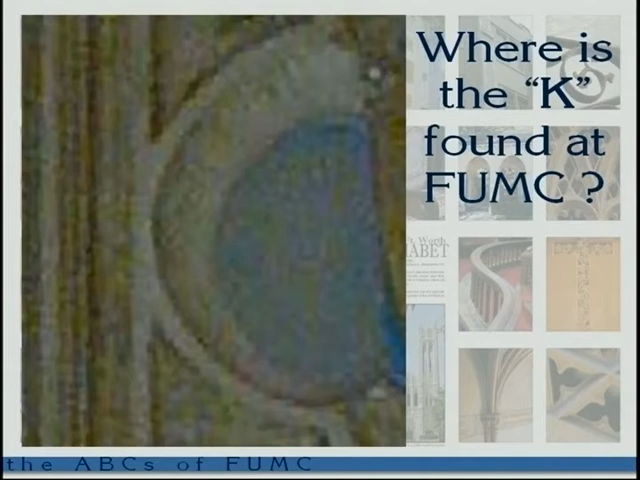 Where is
the “K”
found at
FUMC ?
the ABCs of FUMC